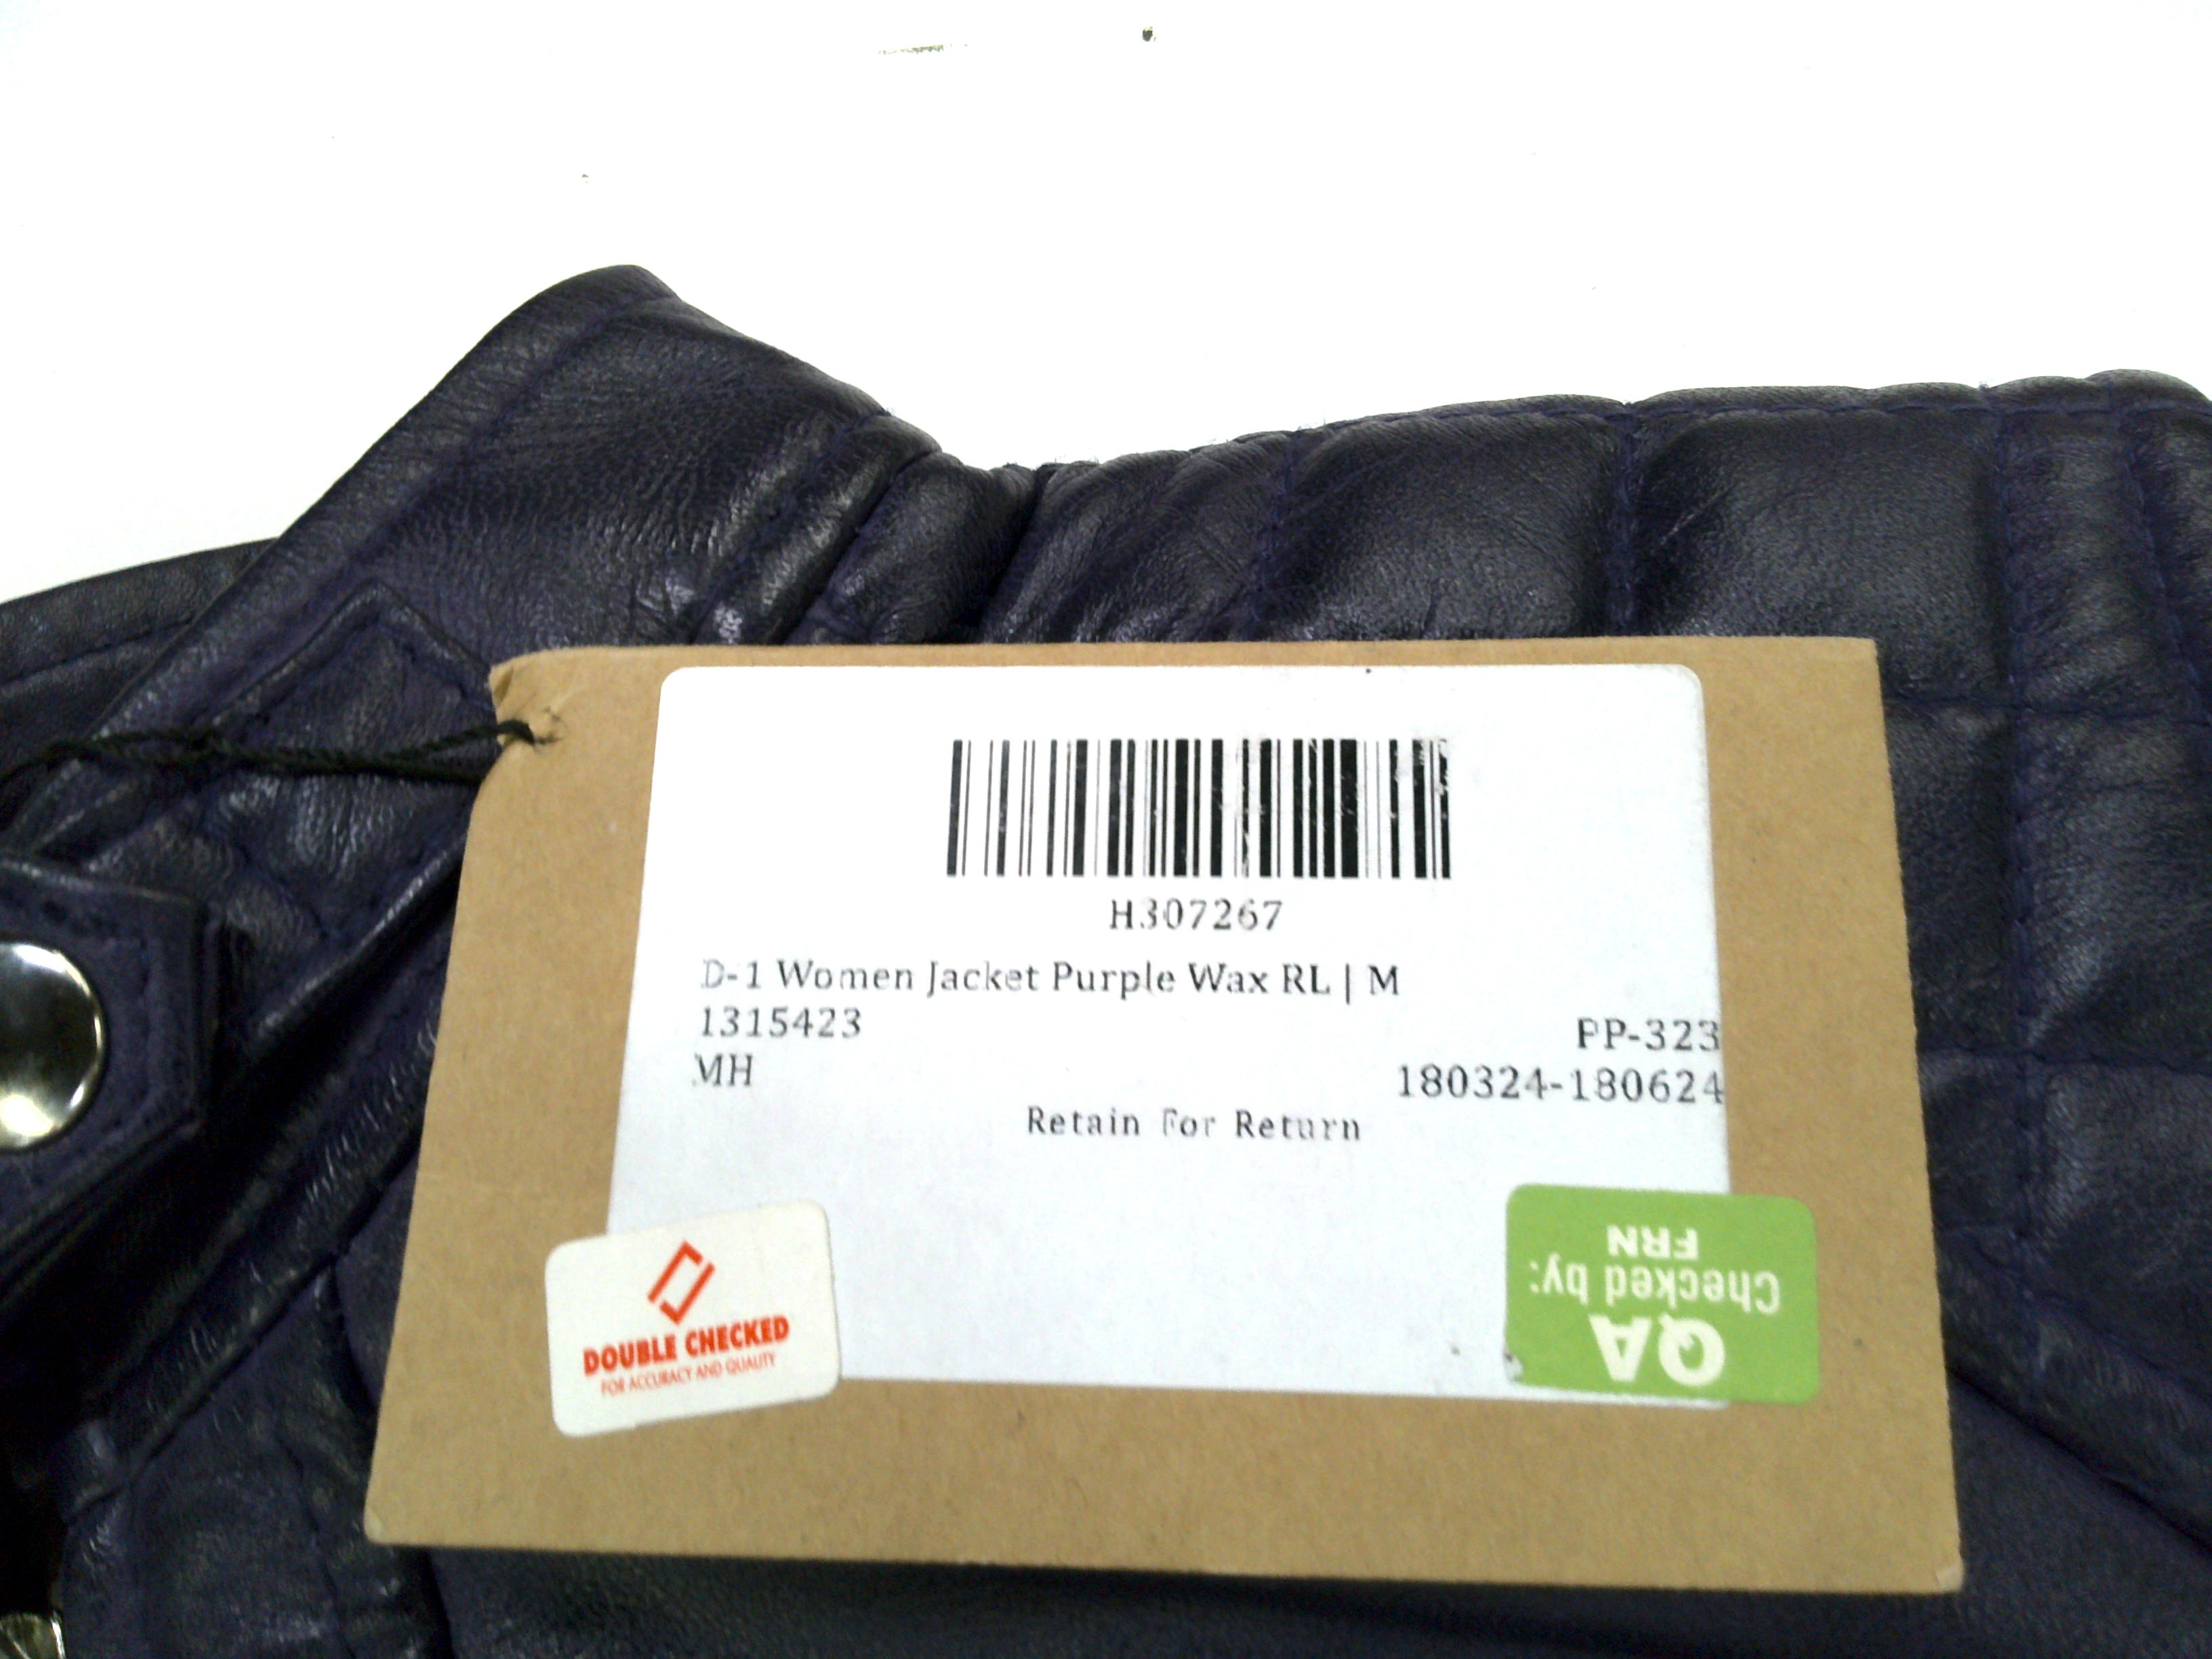 H307267
D-1 Women Jacket Purple Wax RL | M
1315423
PP-323
MH
180324-180624
Retain For Return
DOUBLE CHECKED
FOR ACCURACY AND QUALITY
QA
Checked by:
FRN